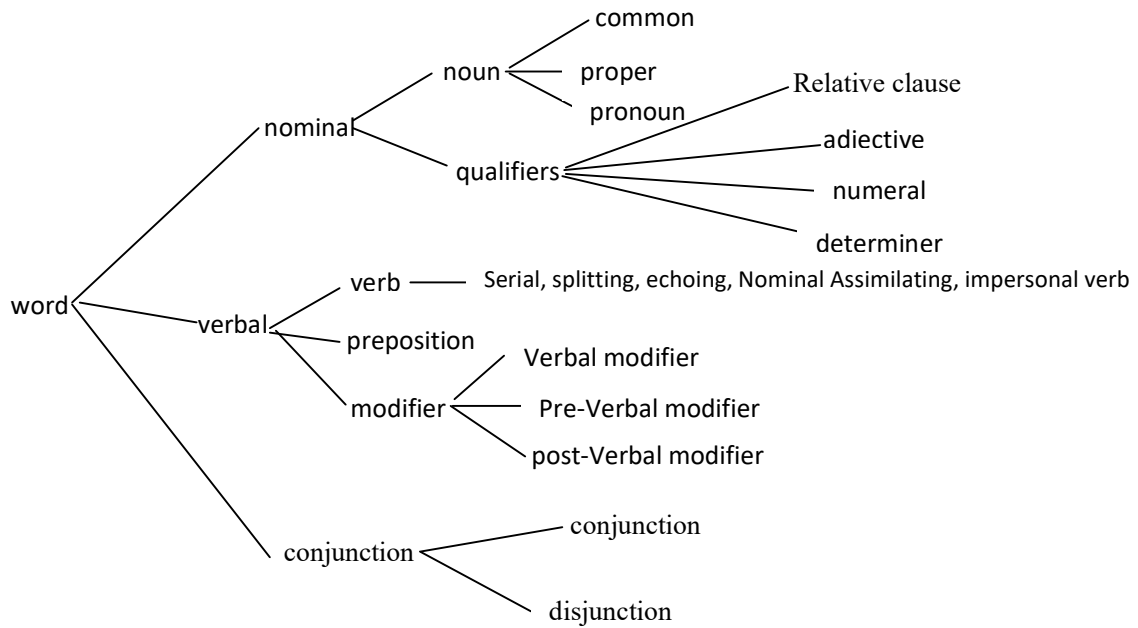 common
noun
proper
Relative clause
pronoun
nominal
adiective
qualifiers
numeral
determiner
verb
Serial, splitting, echoing, Nominal Assimilating, impersonal verb
word
verbal
preposition
Verbal modifier
modifier
Pre-Verbal modifier
post-Verbal modifier
conjunction
conjunction
disjunction